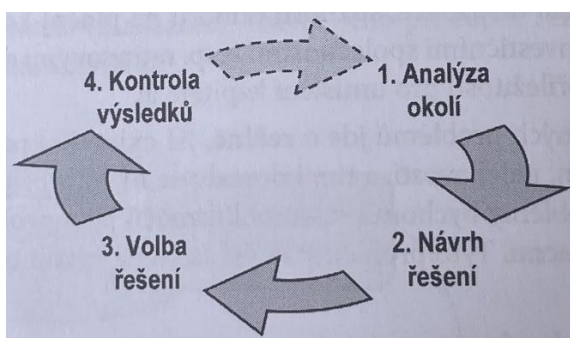 4. Kontrola
výsledků
1. Analýza
okolí
2. Návrh
řešení
3. Volba
řešení